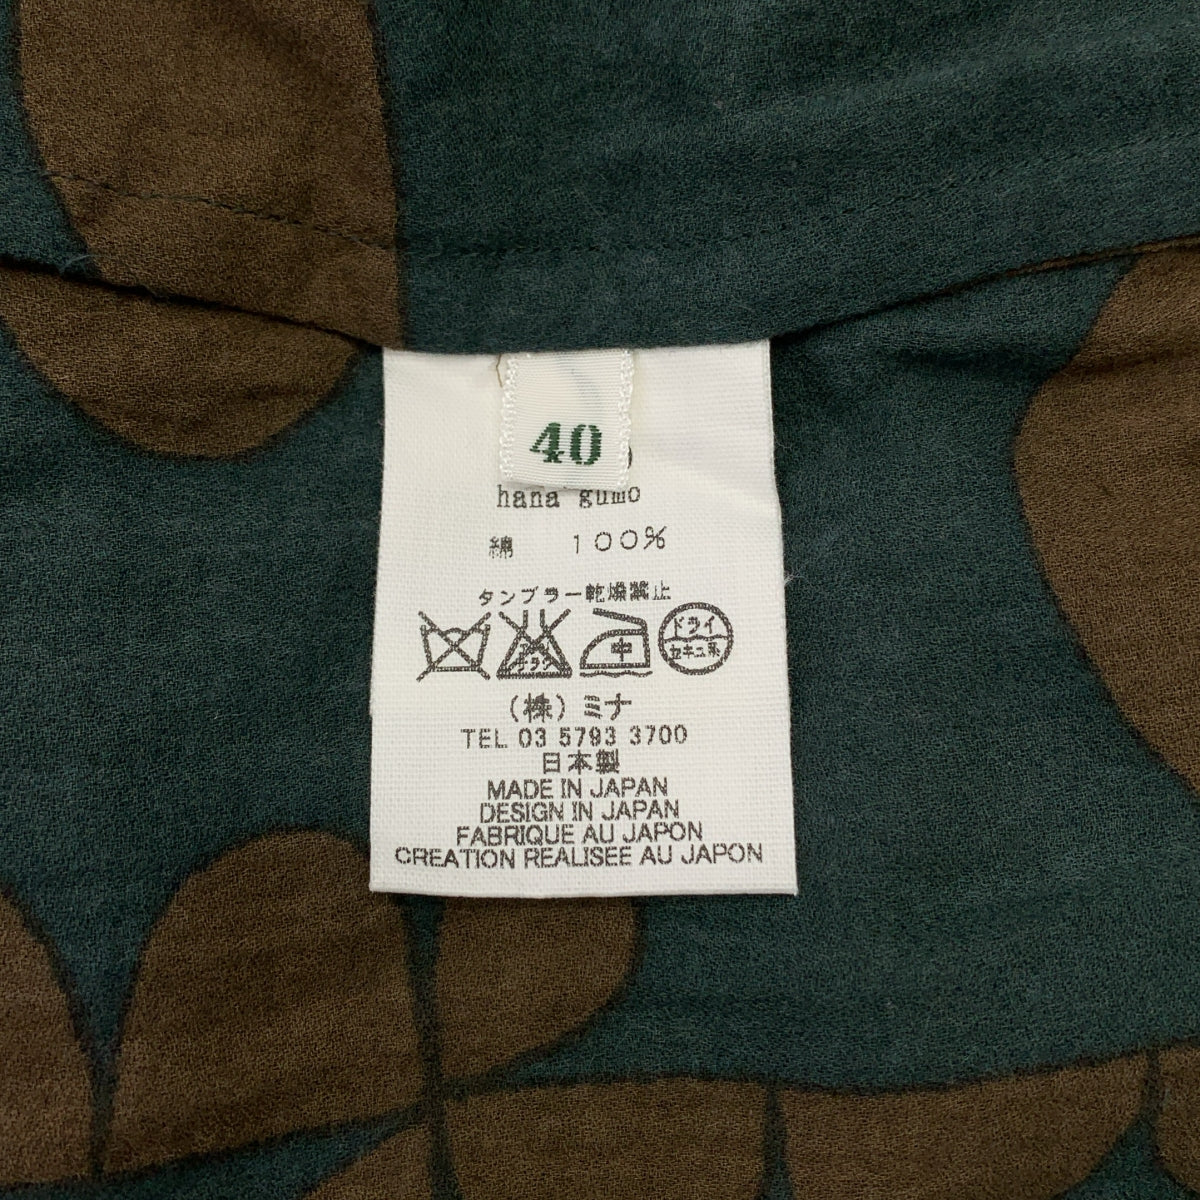 40
hana gumo
綿 100%
タンブラー乾燥禁止
中
ドライ
セキユ系
(株)ミナ
TEL 03 5793 3700
日本製
MADE IN JAPAN
DESIGN IN JAPAN
FABRIQUE AU JAPON
CREATION REALISEE AU JAPON